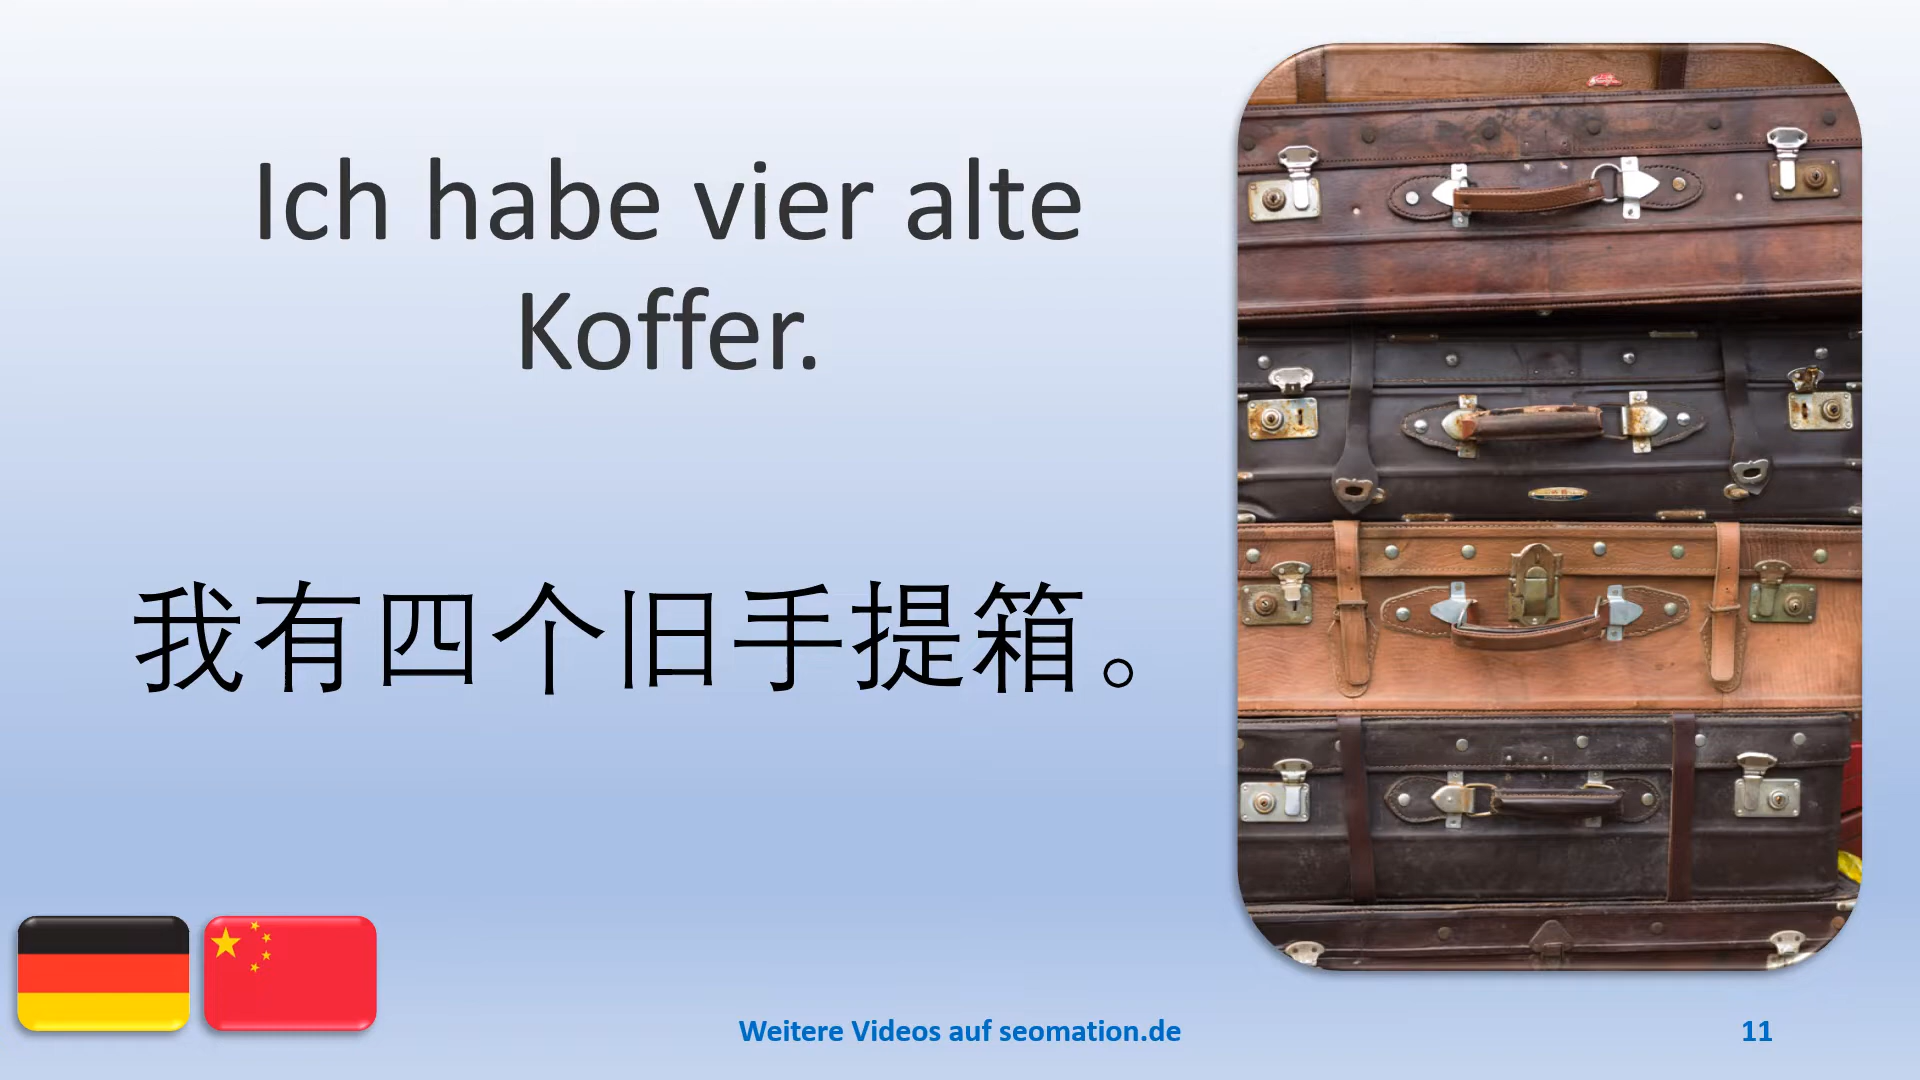 Ich habe vier alte
Koffer.
我有四个旧手提箱。
Weitere Videos auf seomation.de
11